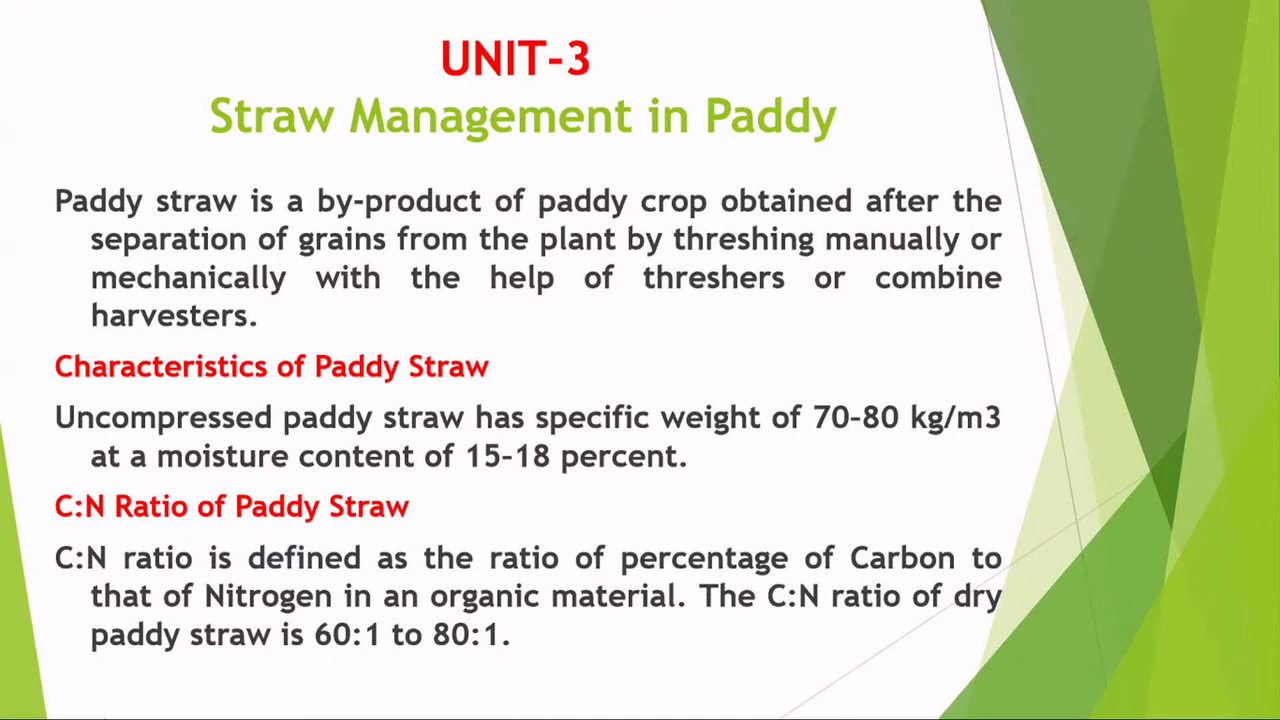 UNIT-3
Straw Management in Paddy
Paddy straw is a by-product of paddy crop obtained after the
separation of grains from the plant by threshing manually or
mechanically with the help of threshers or combine
harvesters.
Characteristics of Paddy Straw
Uncompressed paddy straw has specific weight of 70–80 kg/m3
at a moisture content of 15–18 percent.
C:N Ratio of Paddy Straw
C:N ratio is defined as the ratio of percentage of Carbon to
that of Nitrogen in an organic material. The C:N ratio of dry
paddy straw is 60:1 to 80:1.